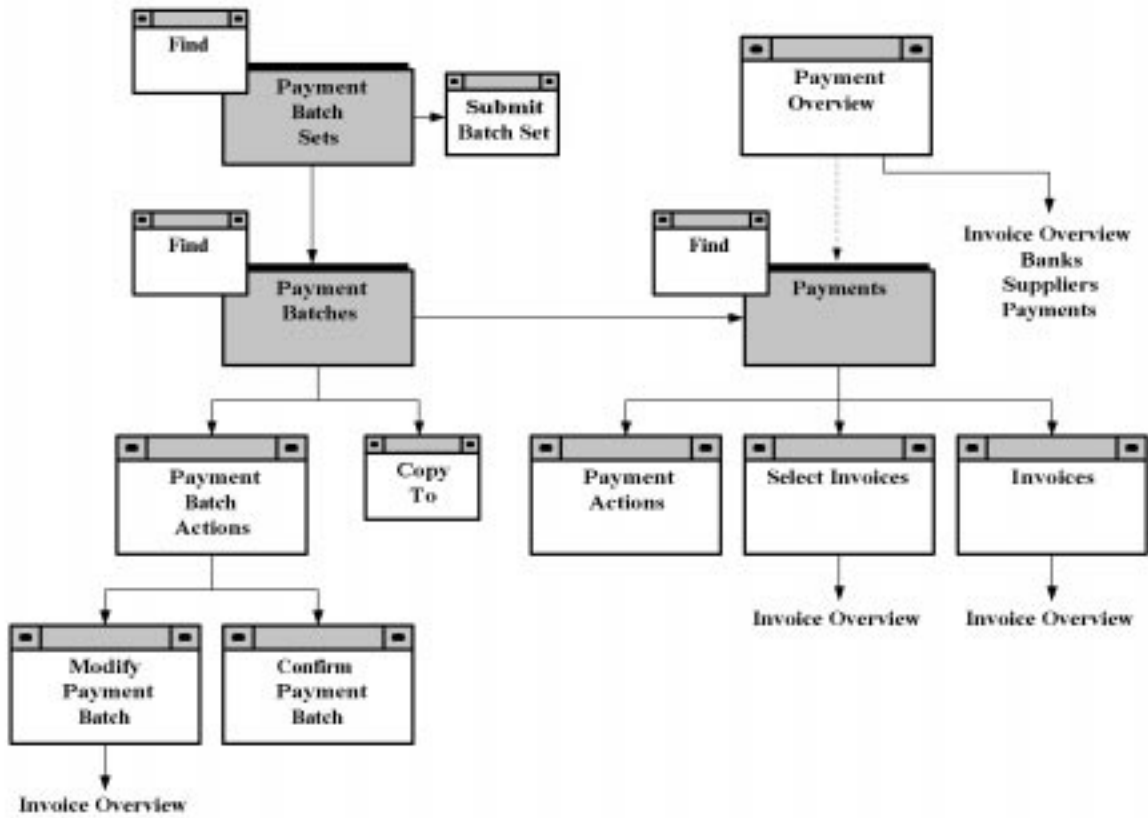 Find
Payment
Batch
Sets
Submit
Batch Set
Payment
Overview
Find
Payment
Batches
Find
Payments
Invoice Overview
Banks
Suppliers
Payments
Payment
Batch
Actions
Copy
To
Payment
Actions
Select Invoices
Invoices
Invoice Overview
Invoice Overview
Modify
Payment
Batch
Confirm
Payment
Batch
Invoice Overview